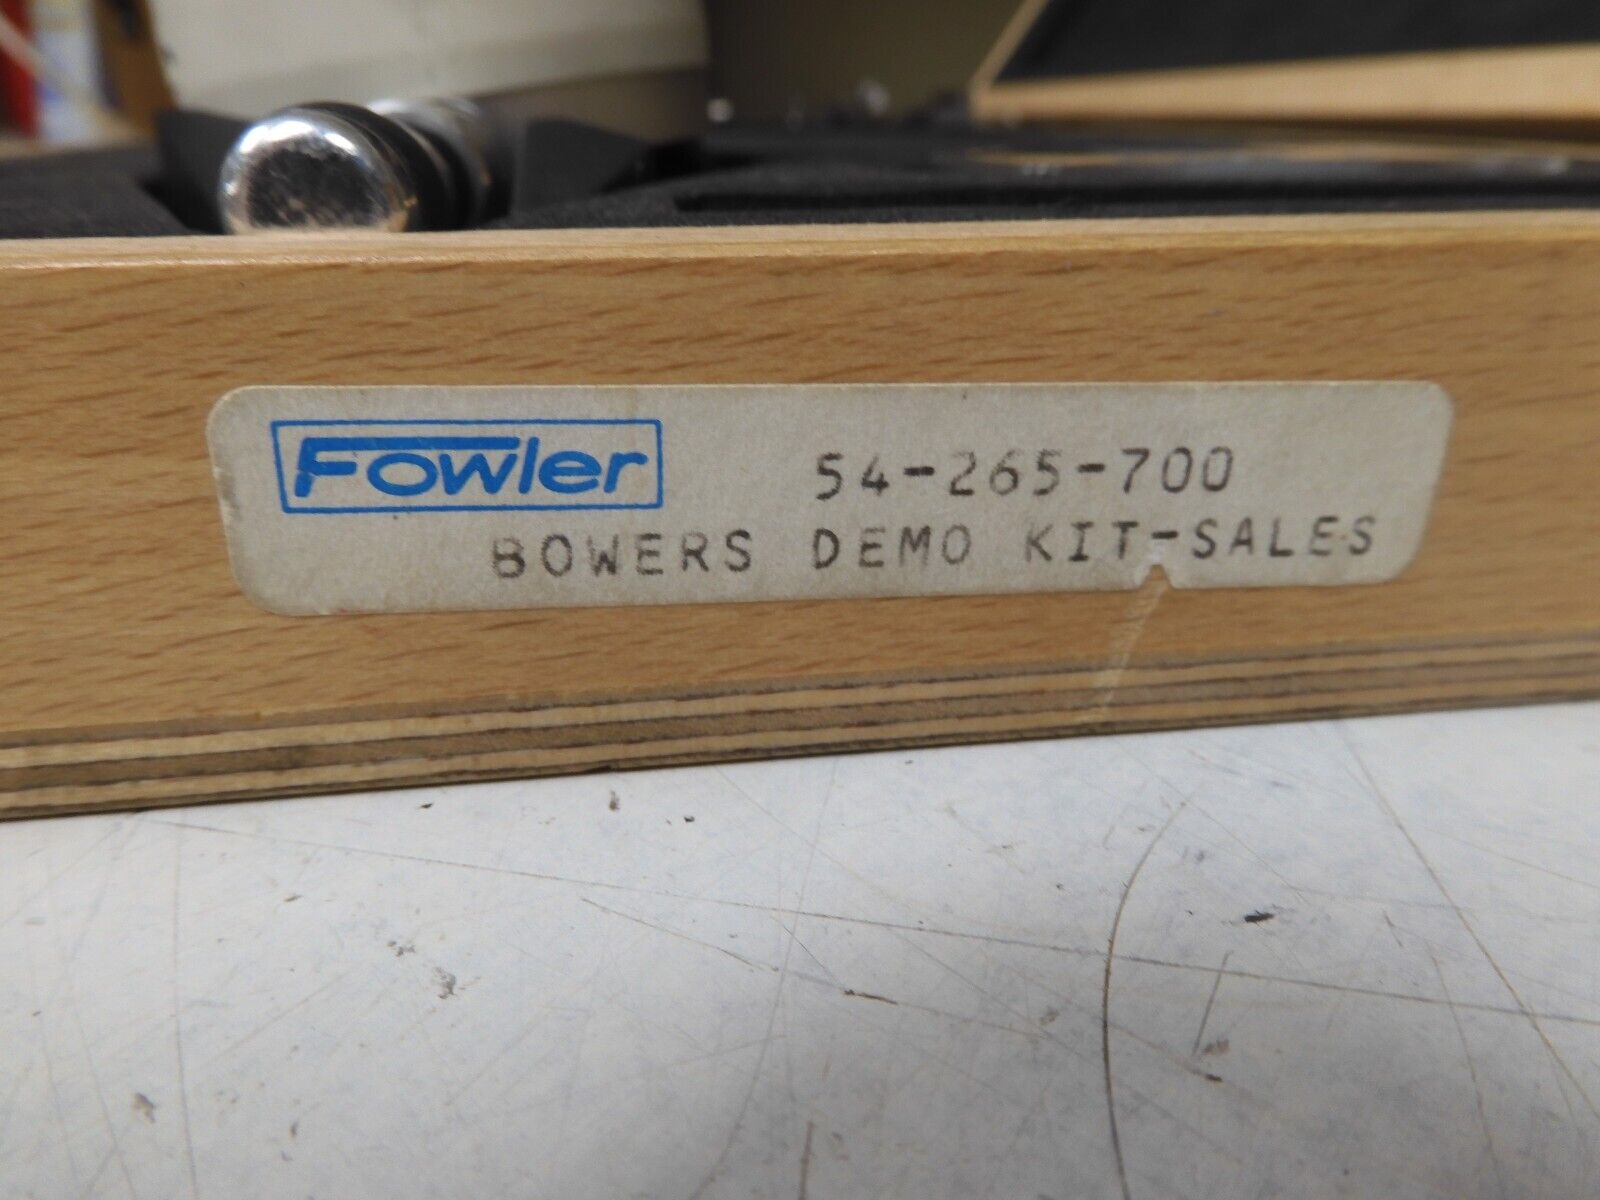 Fowler 54-265-700
BOWERS DEMO KIT-SALES